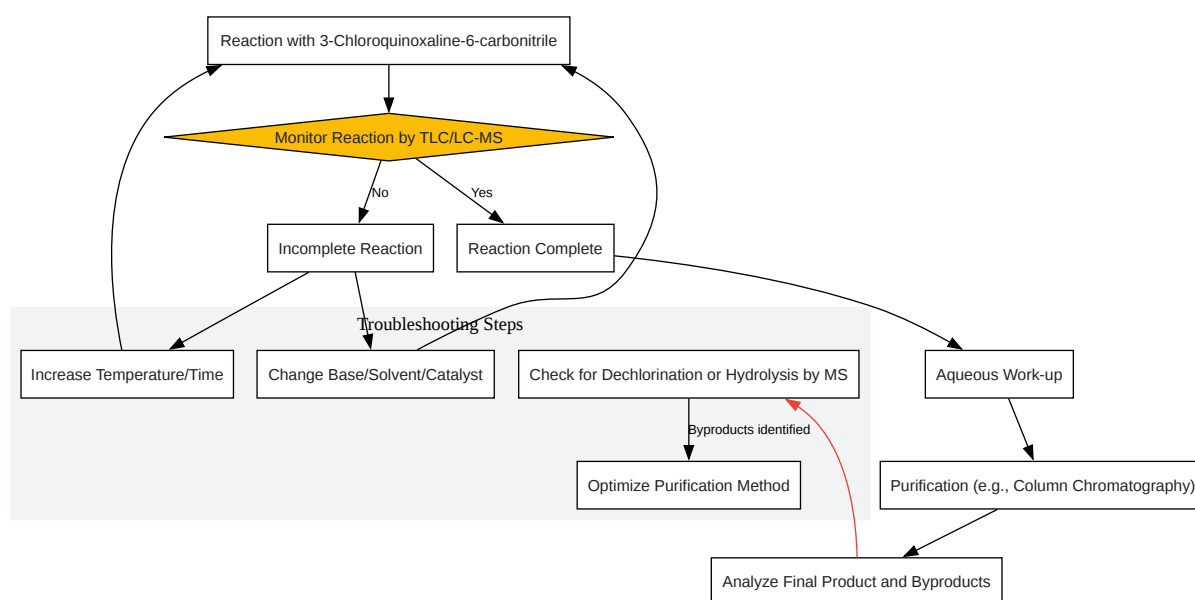 Reaction with 3-Chloroquinoxaline-6-carbonitrile
Monitor Reaction by TLC/LC-MS
No
Yes
Incomplete Reaction
Reaction Complete
Troubleshooting Steps
Increase Temperature/Time
Change Base/Solvent/Catalyst
Check for Dechlorination or Hydrolysis by MS
Aqueous Work-up
Byproducts identified
Optimize Purification Method
Purification (e.g., Column Chromatography)
Analyze Final Product and Byproducts